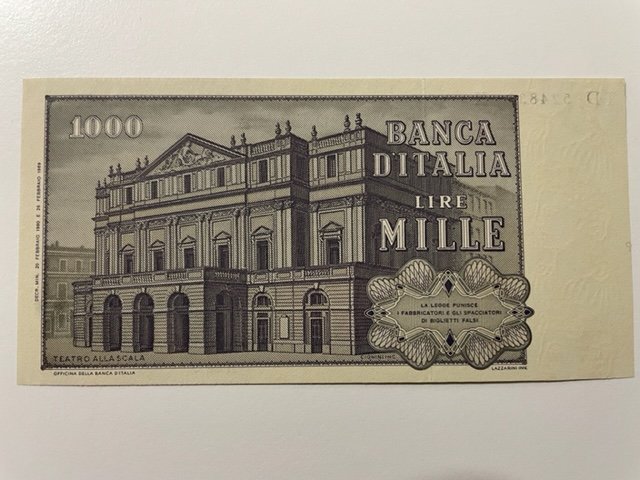 1000
BANCA
D'ITALIA
LIRE
MILLE
LA LEGGE PUNISCE
I FABBRICATORI E GLI SPACCIATORI
DI BIGLIETTI FALSI
TEATRO ALLA SCALA
OFFICINA DELLA BANCA D'ITALIA
LAZZARINI INV.